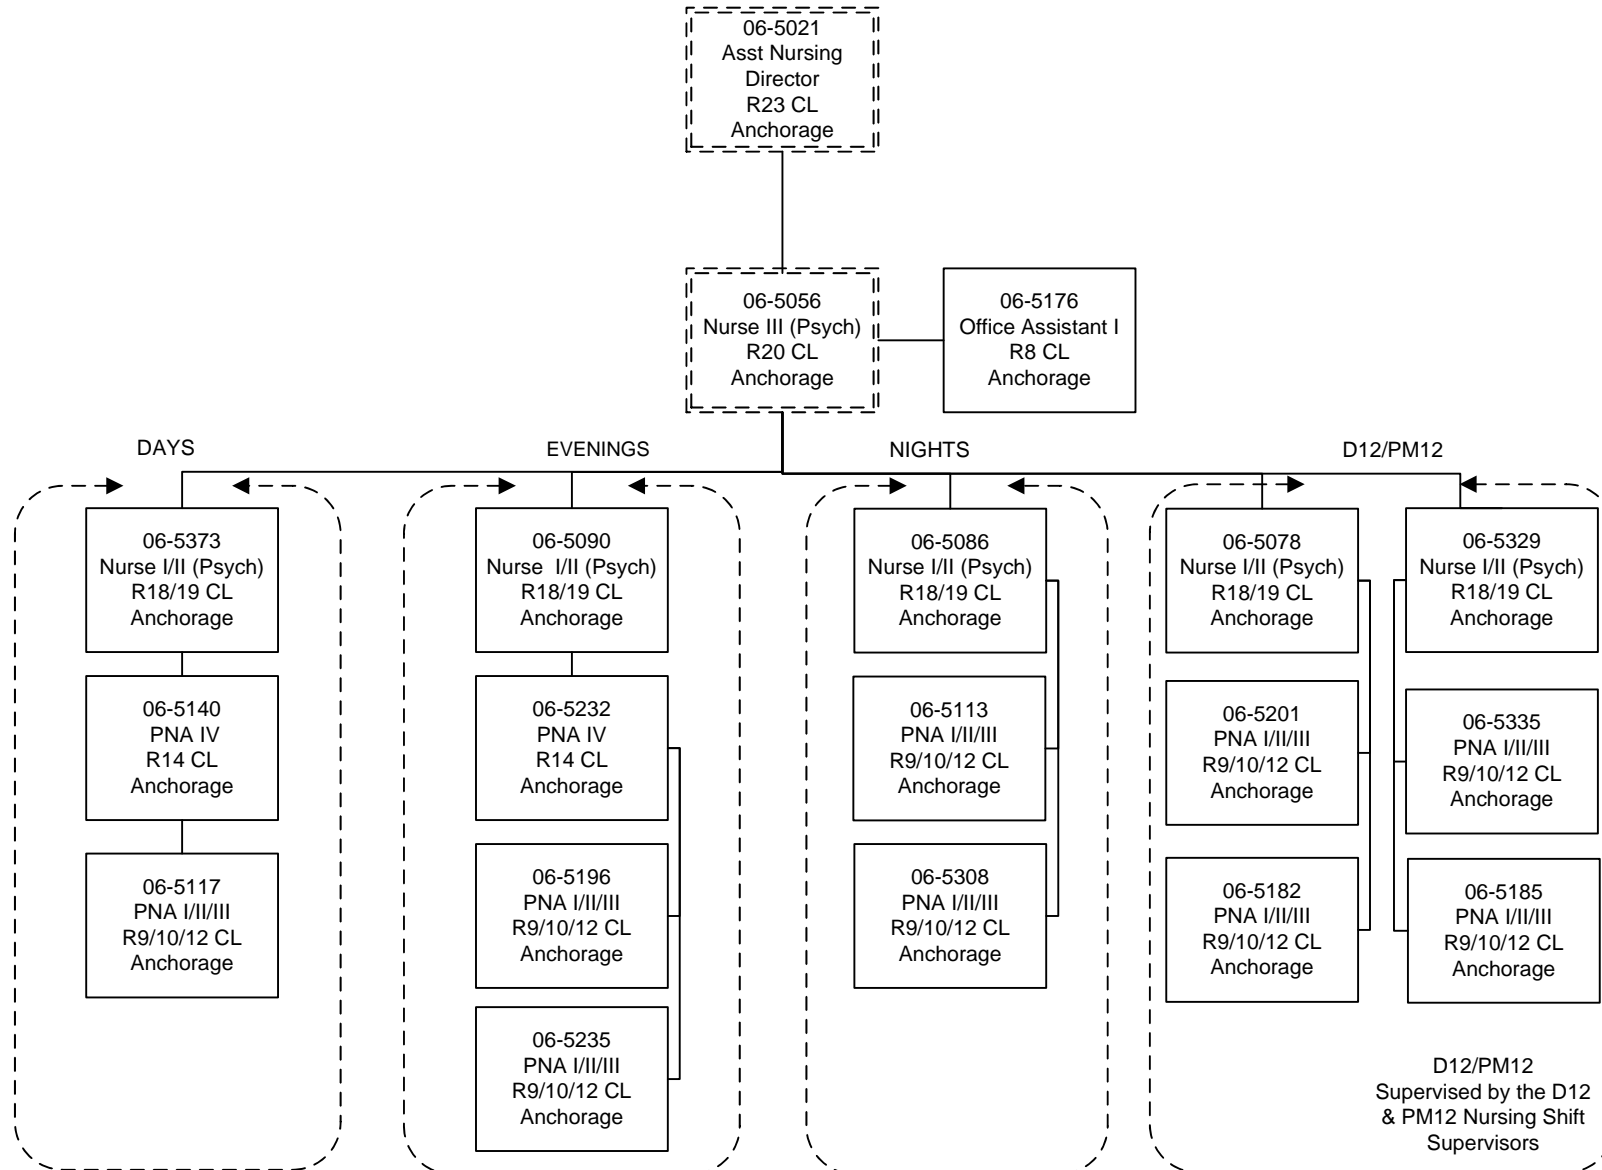 06-5021
Asst Nursing
Director
R23 CL
Anchorage
06-5056
Nurse III (Psych)
R20 CL
Anchorage
06-5176
Office Assistant I
R8 CL
Anchorage
DAYS
EVENINGS
NIGHTS
D12/PM12
06-5373
Nurse I/II (Psych)
R18/19 CL
Anchorage
06-5140
PNA IV
R14 CL
Anchorage
06-5117
PNA I/II/III
R9/10/12 CL
Anchorage
06-5090
Nurse  I/II (Psych)
R18/19 CL
Anchorage
06-5232
PNA IV
R14 CL
Anchorage
06-5196
PNA I/II/III
R9/10/12 CL
Anchorage
06-5235
PNA I/II/III
R9/10/12 CL
Anchorage
06-5086
Nurse I/II (Psych)
R18/19 CL
Anchorage
06-5113
PNA I/II/III
R9/10/12 CL
Anchorage
06-5308
PNA I/II/III
R9/10/12 CL
Anchorage
06-5078
Nurse I/II (Psych)
R18/19 CL
Anchorage
06-5201
PNA I/II/III
R9/10/12 CL
Anchorage
06-5182
PNA I/II/III
R9/10/12 CL
Anchorage
06-5329
Nurse I/II (Psych)
R18/19 CL
Anchorage
06-5335
PNA I/II/III
R9/10/12 CL
Anchorage
06-5185
PNA I/II/III
R9/10/12 CL
Anchorage
D12/PM12
Supervised by the D12
& PM12 Nursing Shift
Supervisors